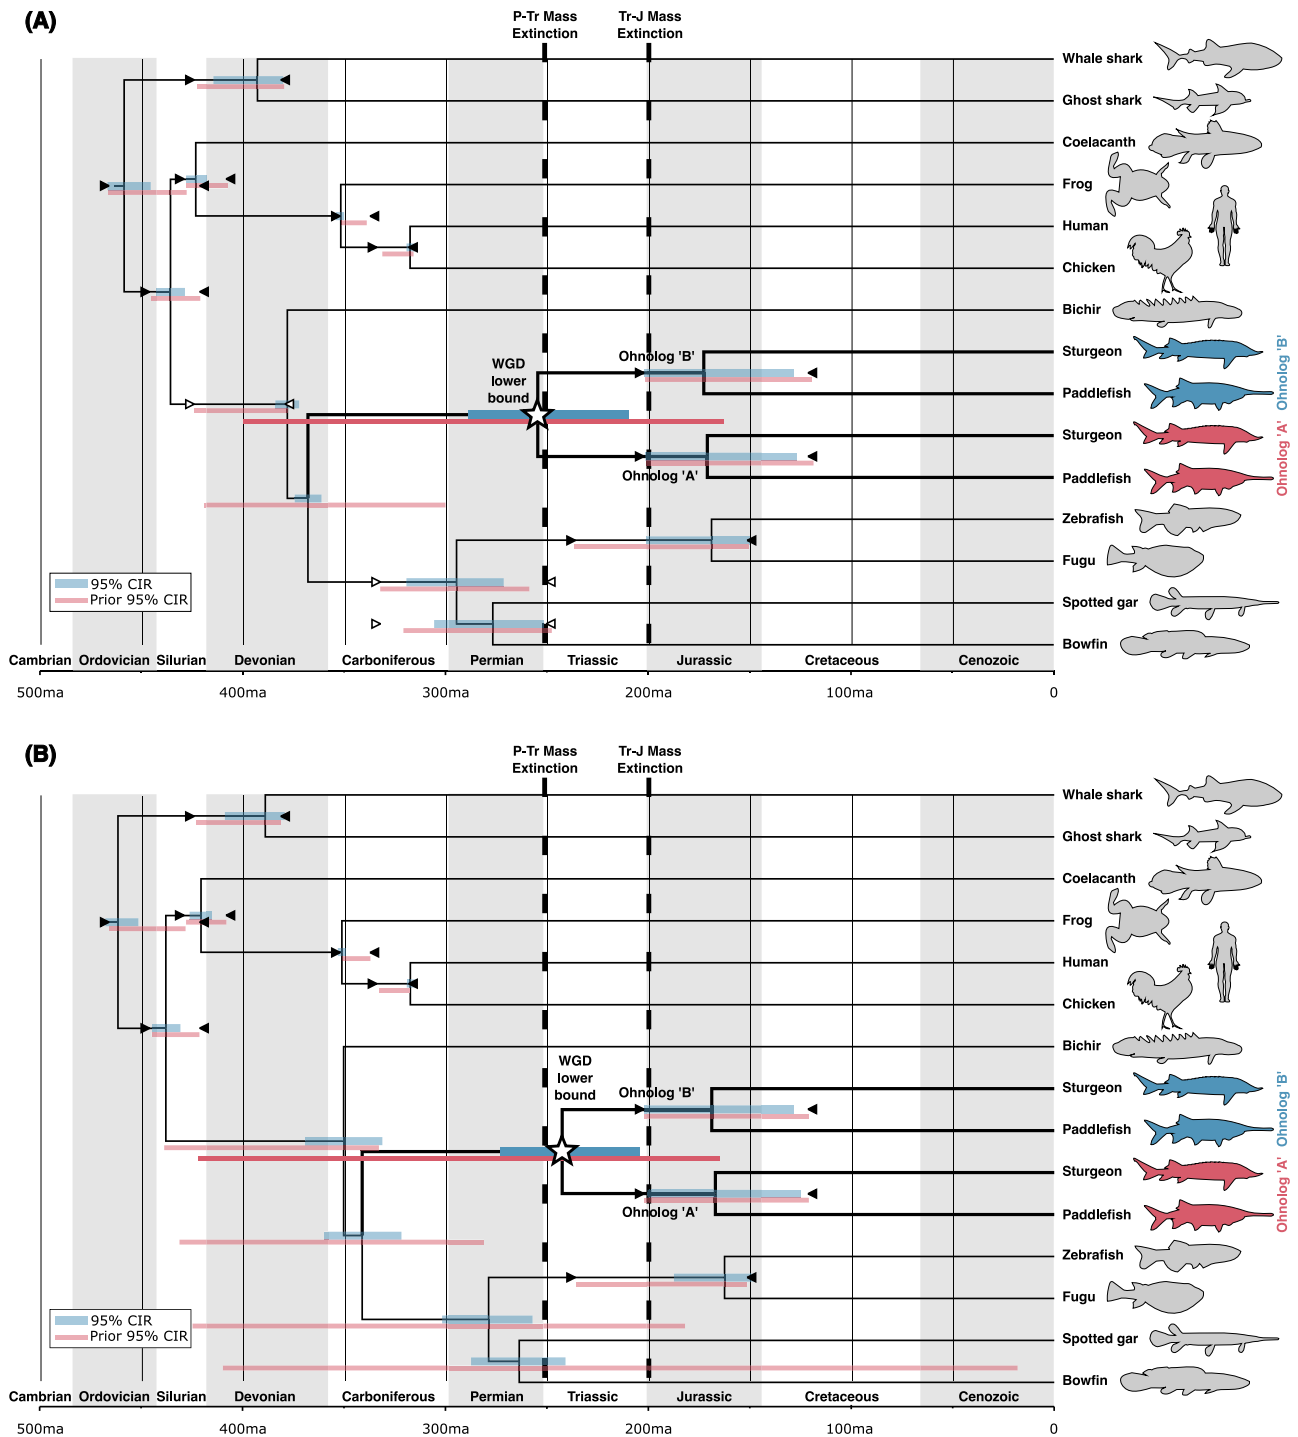 (A)
P-Tr Mass
Extinction
Tr-J Mass
Extinction
Whale shark
Ghost shark
Coelacanth
Frog
Human
Chicken
Bichir
Sturgeon
Paddlefish
Sturgeon
Paddlefish
Zebrafish
Fugu
Spotted gar
Bowfin
Ohnolog 'B'
Ohnolog 'A'
WGD
lower
bound
Ohnolog 'B'
Ohnolog 'A'
95% CIR
Prior 95% CIR
Cambrian Ordovician Silurian Devonian Carboniferous Permian Triassic Jurassic Cretaceous Cenozoic
500ma 400ma 300ma 200ma 100ma 0
(B)
P-Tr Mass
Extinction
Tr-J Mass
Extinction
Whale shark
Ghost shark
Coelacanth
Frog
Human
Chicken
Bichir
Sturgeon
Paddlefish
Sturgeon
Paddlefish
Zebrafish
Fugu
Spotted gar
Bowfin
Ohnolog 'B'
Ohnolog 'A'
WGD
lower
bound
Ohnolog 'B'
Ohnolog 'A'
95% CIR
Prior 95% CIR
Cambrian Ordovician Silurian Devonian Carboniferous Permian Triassic Jurassic Cretaceous Cenozoic
500ma 400ma 300ma 200ma 100ma 0